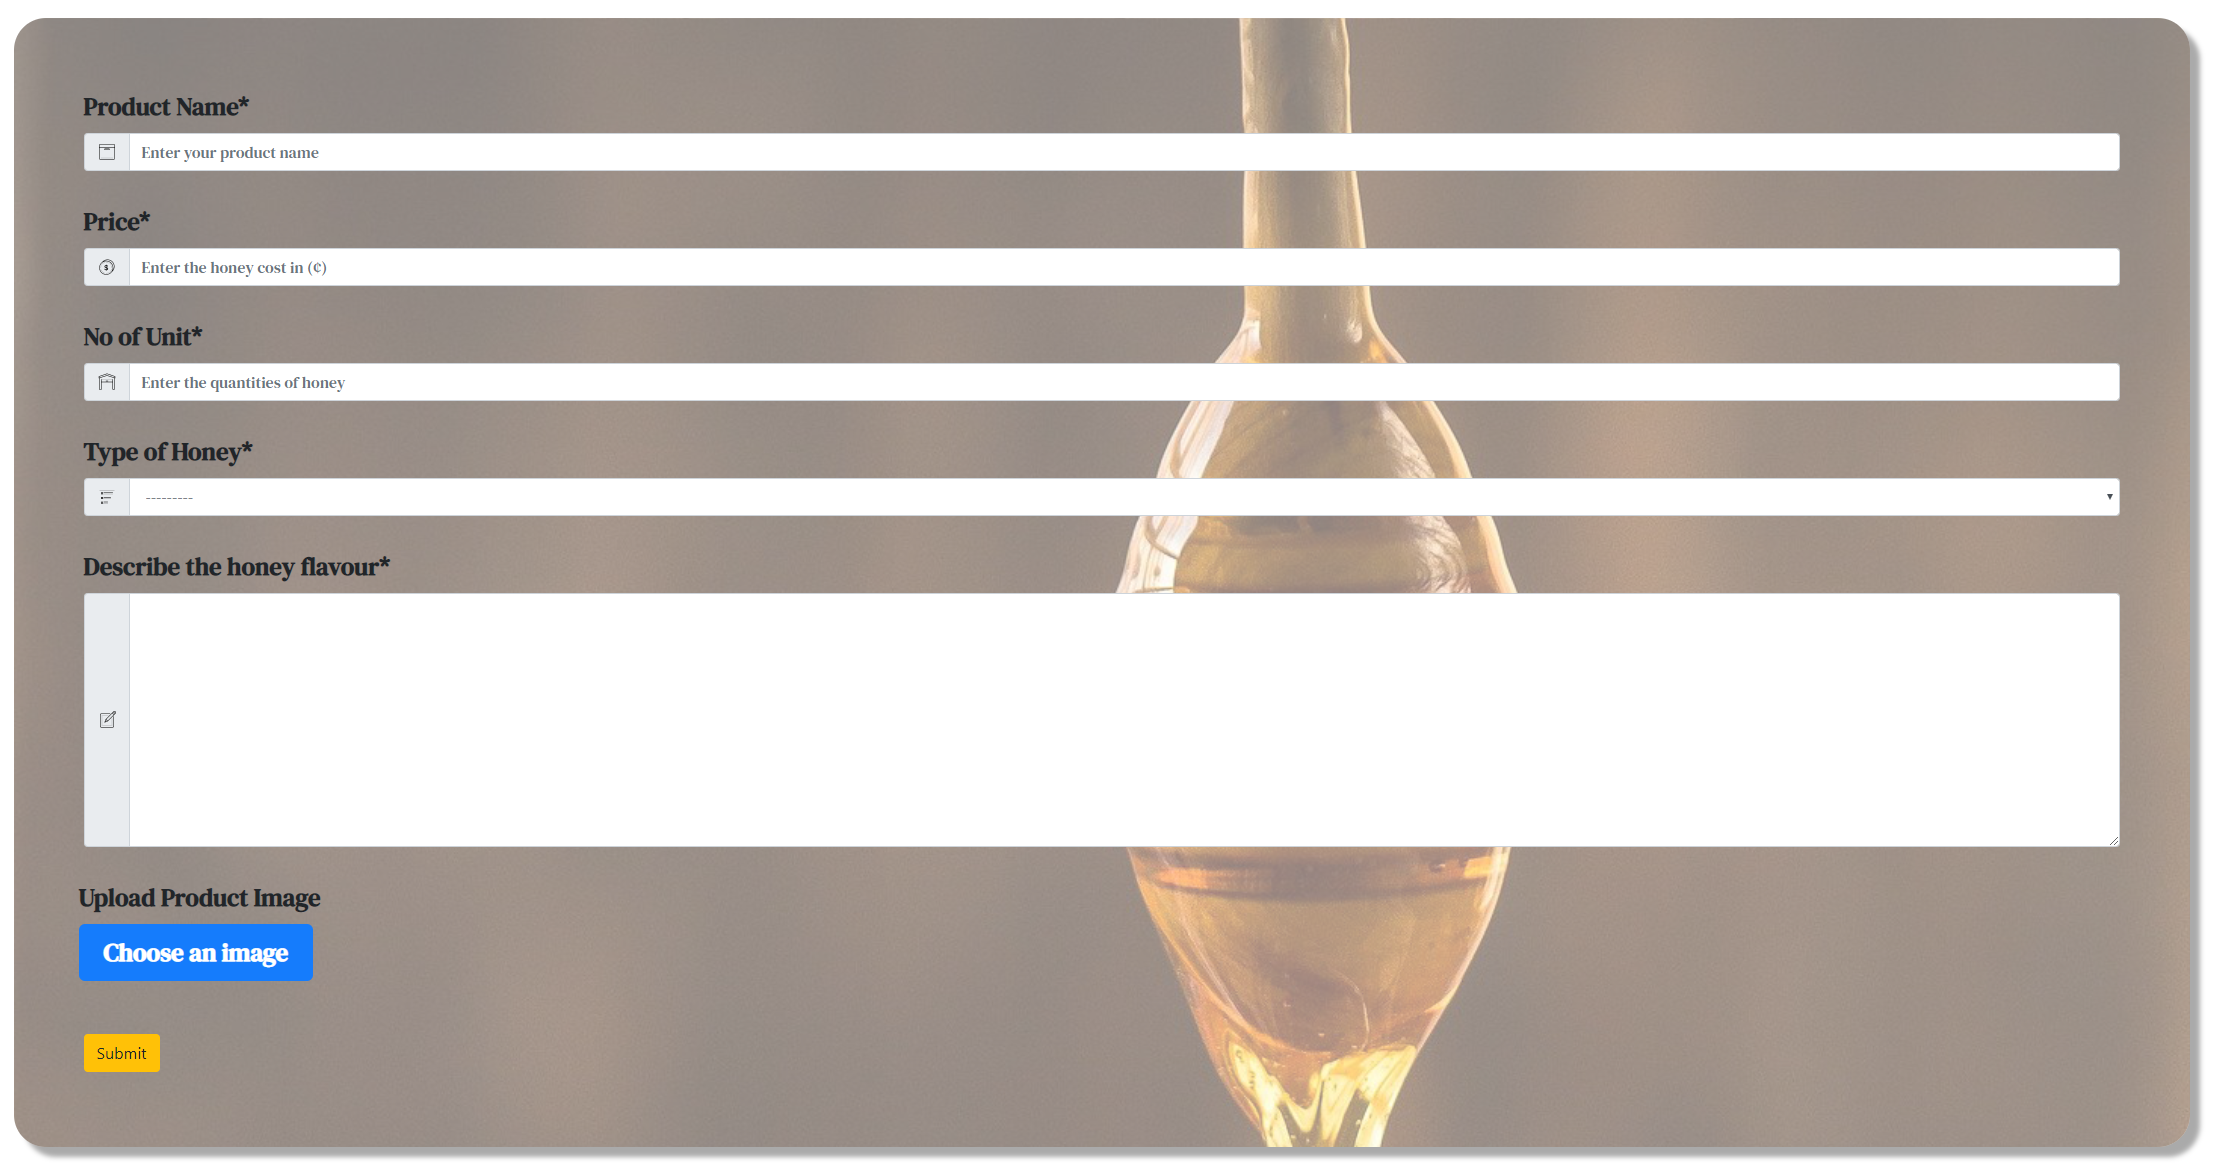 Product Name*
Enter your product name
Price*
Enter the honey cost in (¢)
No of Unit*
Enter the quantities of honey
Type of Honey*
---------
Describe the honey flavour*
Upload Product Image
Choose an image
Submit